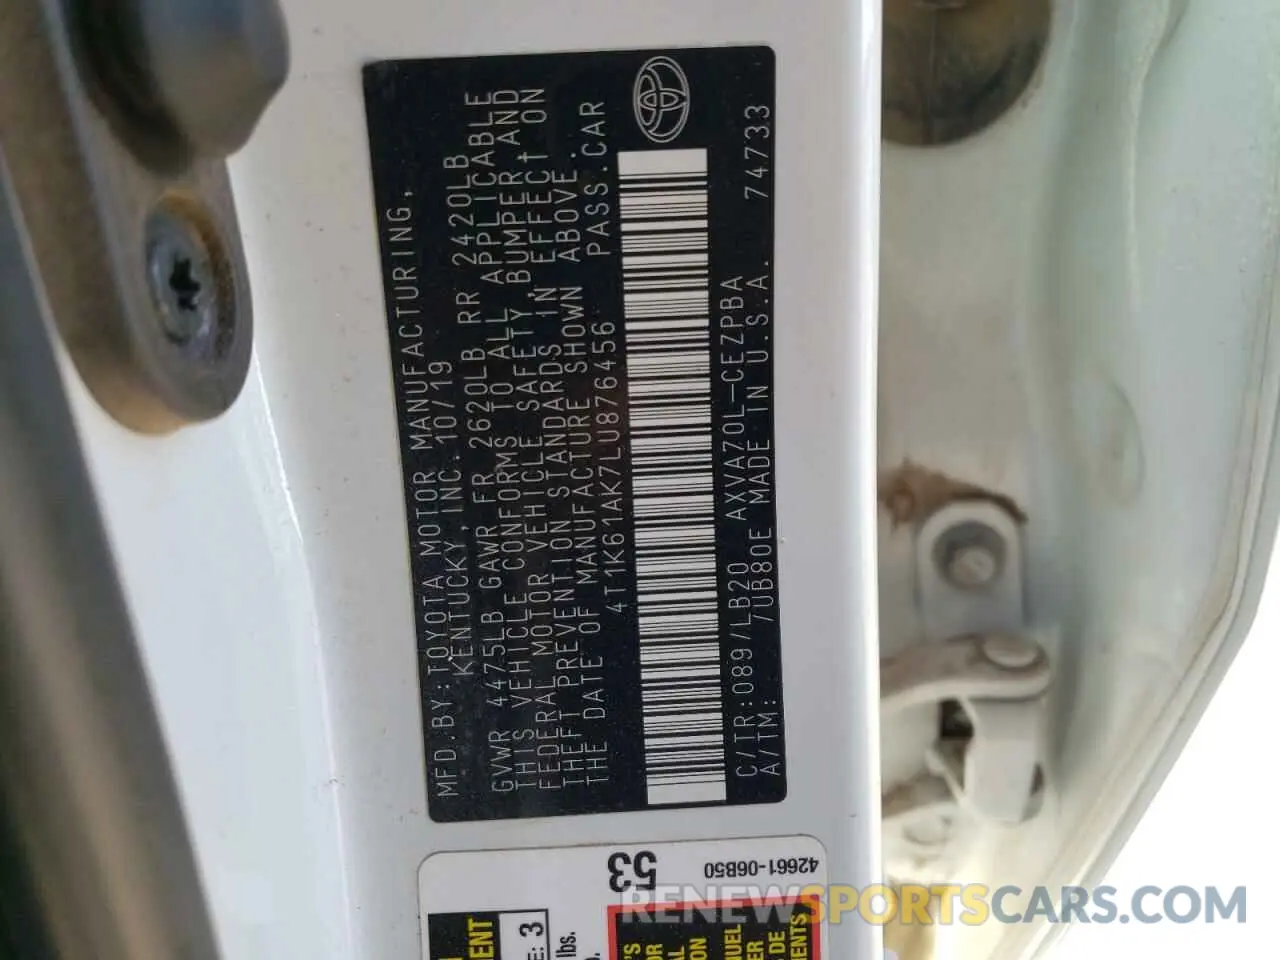 MFD.BY:TOYOTA MOTOR MANUFACTURING,
KENTUCKY,INC. 10/19
GVWR 4475LB GAWR FR 2620LB RR 2420LB
THIS VEHICLE CONFORMS TO ALL APPLICABLE
FEDERAL MOTOR VEHICLE SAFETY, BUMPER, AND
THEFT PREVENTION STANDARDS IN EFFECT ON
THE DATE OF MANUFACTURE SHOWN ABOVE.
4T1K61AK7LU876456 PASS.CAR
C/TR:089/LB20 AXVA70L-CEZPBA 74733
A/TM: /UB80E MADE IN U.S.A.
53
42661-06B50
3
lbs.
RENEWSPORTSCARS.COM